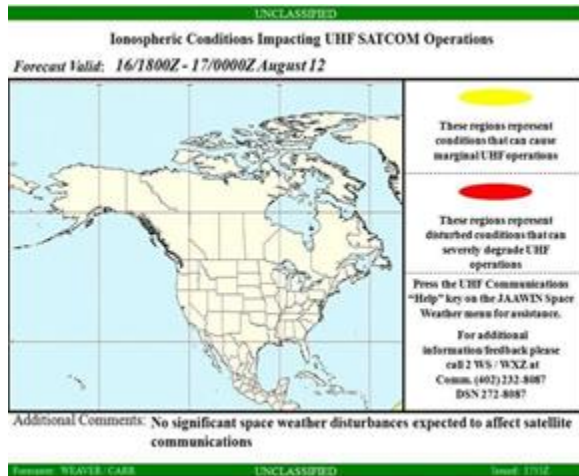 UNCLASSIFIED
Ionospheric Conditions Impacting UHF SATCOM Operations
Forecast Valid: 16/1800Z - 17/0000Z August 12
These regions represent
conditions that can cause
marginal UHF operations
These regions represent
disturbed conditions that can
severely degrade UHF
operations
Press the UHF Communications
“Help” key on the JAAWIN Space
Weather menu for assistance.
For additional
information/feedback please
call 2 WS / WXZ at
Comm. (402) 232-8087
DSN 272-8087
Additional Comments: No significant space weather disturbances expected to affect satellite
communications
Forecaster: WEAVER / CARR UNCLASSIFIED Issued: